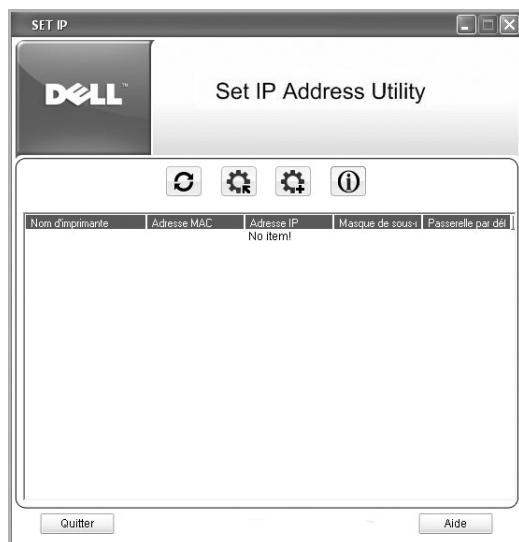 SET IP
DELL™
Set IP Address Utility
Nom d'imprimante Adresse MAC Adresse IP Masque de sous-r Passerelle par dél
No item!
Quitter
Aide